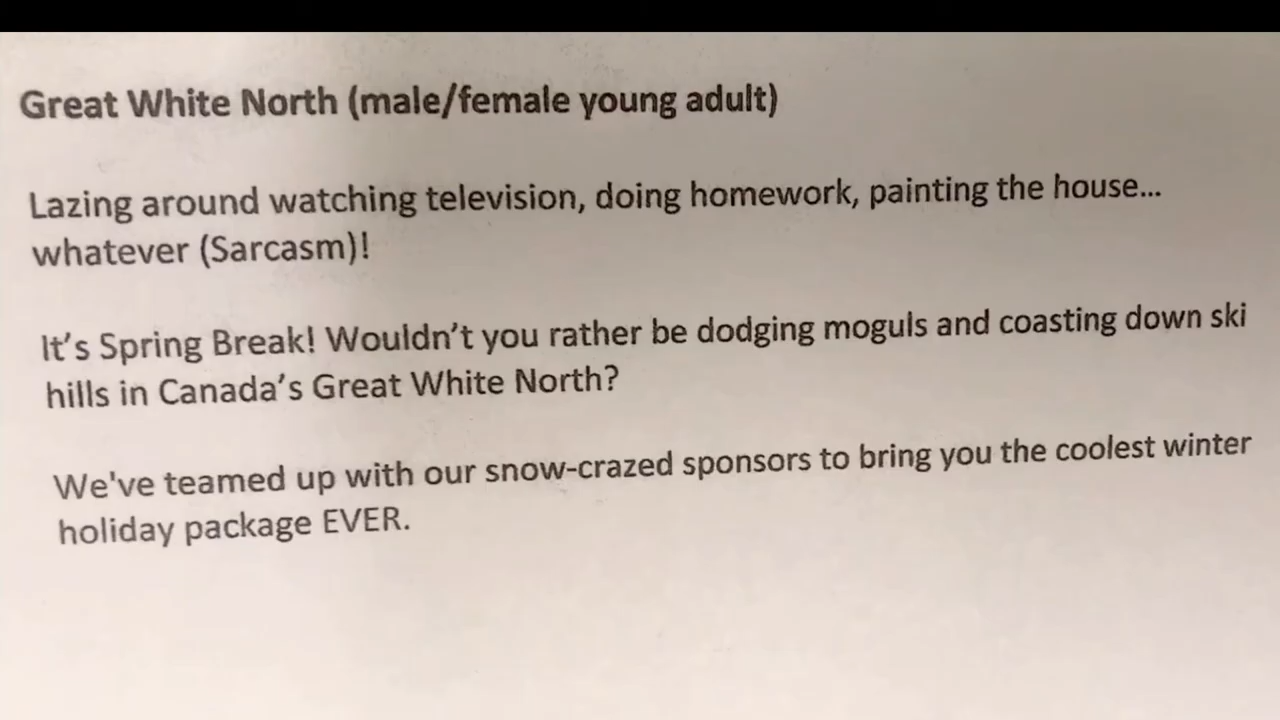 Great White North (male/female young adult)
Lazing around watching television, doing homework, painting the house...
whatever (Sarcasm)!
It's Spring Break! Wouldn't you rather be dodging moguls and coasting down ski
hills in Canada's Great White North?
We've teamed up with our snow-crazed sponsors to bring you the coolest winter
holiday package EVER.